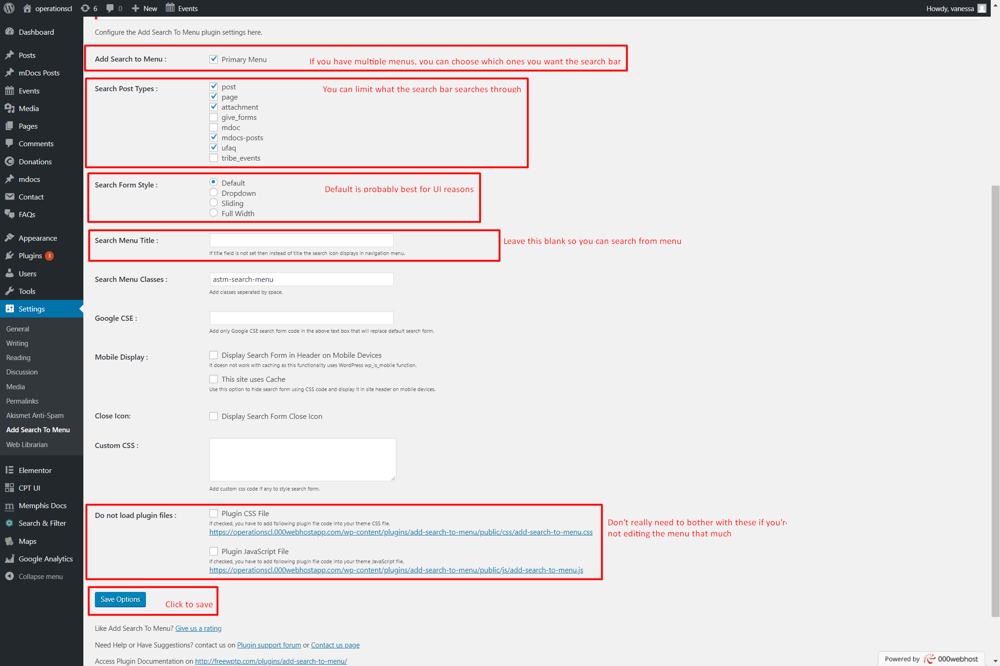 operationscl 6 0 New Events Howdy, vanessa
Dashboard
Posts
mDocs Posts
Events
Media
Pages
Comments
Donations
mdocs
Contact
FAQs
Appearance
Plugins 3
Users
Tools
Settings
General
Writing
Reading
Discussion
Media
Permalinks
Akismet Anti-Spam
Add Search To Menu
Web Librarian
Elementor
CPT UI
Memphis Docs
Search & Filter
Maps
Google Analytics
Collapse menu
Configure the Add Search To Menu plugin settings here.
Add Search to Menu : Primary Menu If you have multiple menus, you can choose which ones you want the search bar
Search Post Types : post You can limit what the search bar searches through
page
attachment
give_forms
mdoc
mdocs-posts
ufaq
tribe_events
Search Form Style : Default Default is probably best for UI reasons
Dropdown
Sliding
Full Width
Search Menu Title : Leave this blank so you can search from menu
If title field is not set then instead of title the search icon displays in navigation menu.
Search Menu Classes : astm-search-menu
Add classes seperated by space.
Google CSE :
Add only Google CSE search form code in the above text box that will replace default search form.
Mobile Display : Display Search Form in Header on Mobile Devices
It doesn not work with caching as this functionality uses WordPress wp_is_mobile function.
This site uses Cache
Use this option to hide search form using CSS code and display it in site header on mobile devices.
Close Icon: Display Search Form Close Icon
Custom CSS :
Add custom css code if any to style search form.
Do not load plugin files : Plugin CSS File
If checked, you have to add following plugin file code into your theme CSS file.
https://operationscl.000webhostapp.com/wp-content/plugins/add-search-to-menu/public/css/add-search-to-menu.css
Plugin JavaScript File
If checked, you have to add following plugin file code into your theme JavaScript file.
https://operationscl.000webhostapp.com/wp-content/plugins/add-search-to-menu/public/js/add-search-to-menu.js
Don't really need to bother with these if you're
not editing the menu that much
Save Options Click to save
Like Add Search To Menu? Give us a rating
Need Help or Have Suggestions? contact us on Plugin support forum or Contact us page
Access Plugin Documentation on http://freewptp.com/plugins/add-search-to-menu/
Powered by 000webhost